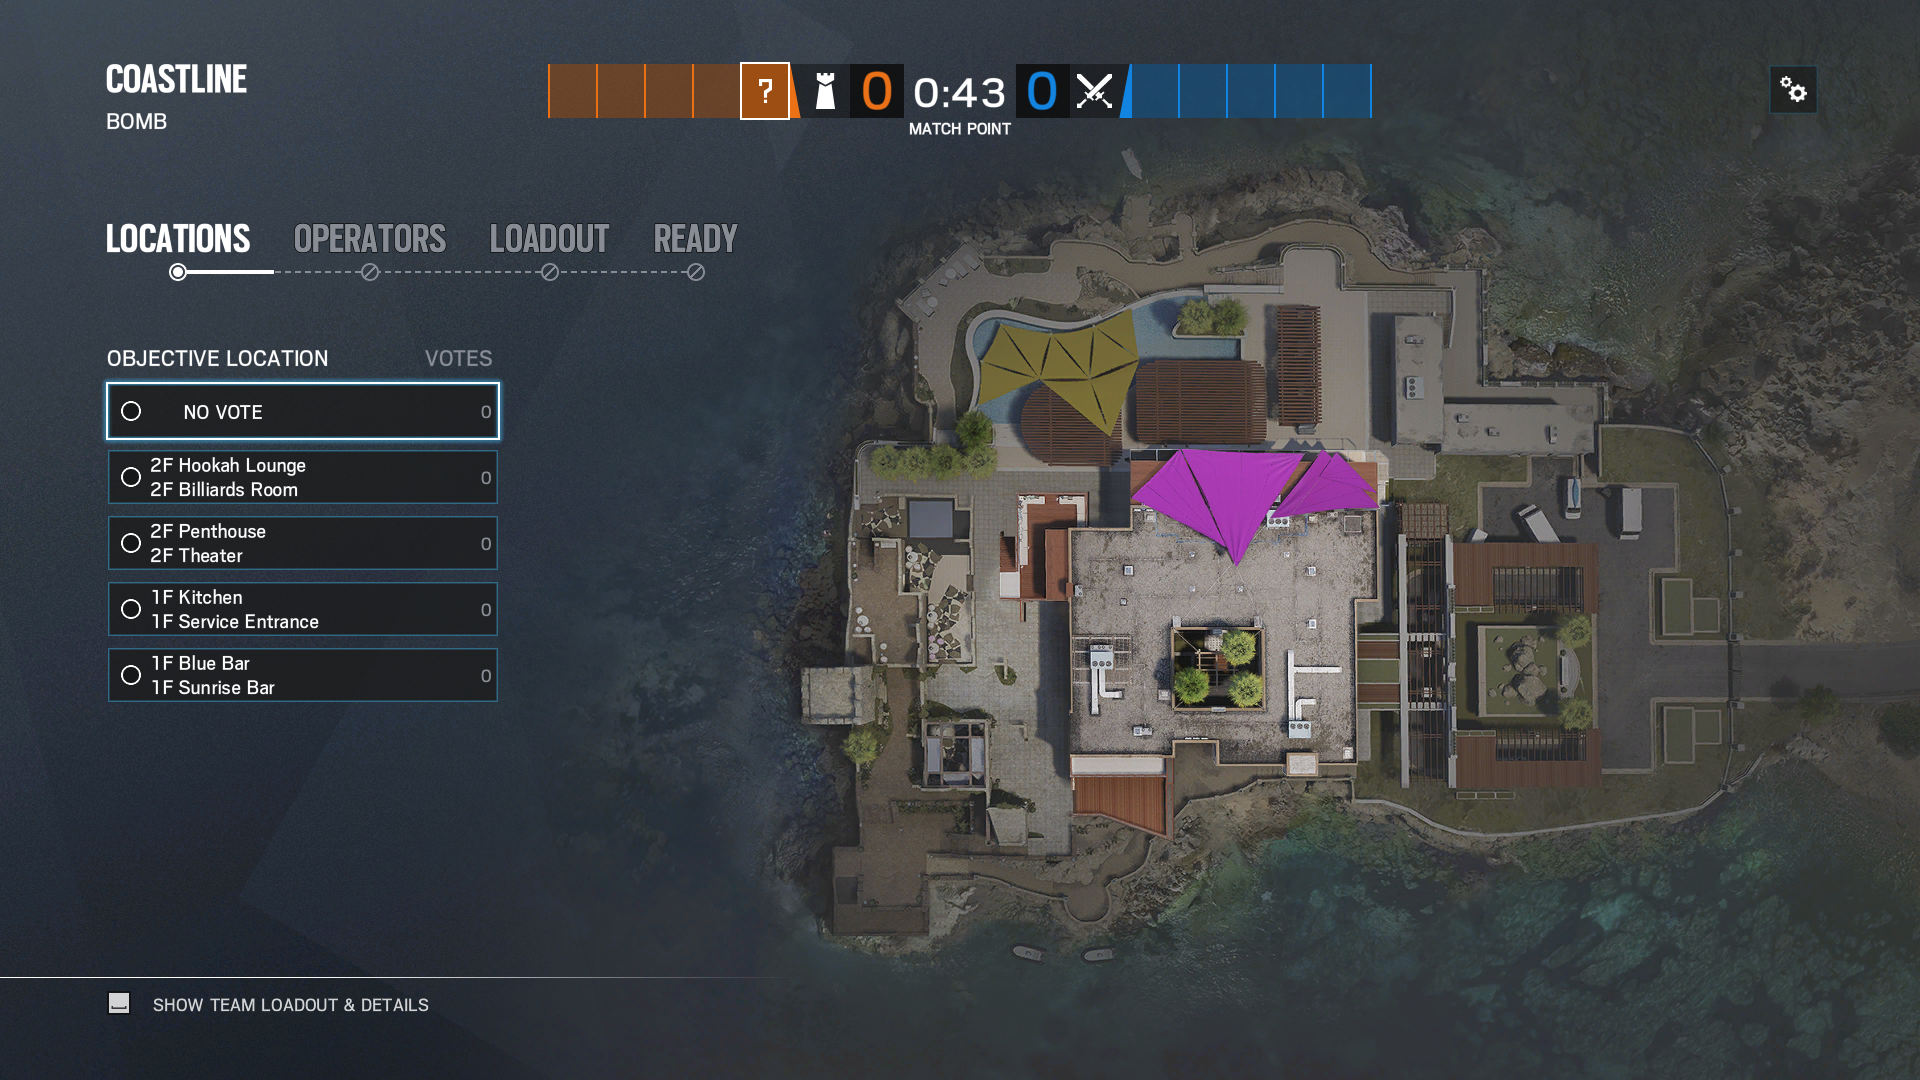 COASTLINE
BOMB
?
0
0:43
0
MATCH POINT
LOCATIONS
OPERATORS
LOADOUT
READY
OBJECTIVE LOCATION
VOTES
NO VOTE
0
2F Hookah Lounge
2F Billiards Room
0
2F Penthouse
2F Theater
0
1F Kitchen
1F Service Entrance
0
1F Blue Bar
1F Sunrise Bar
0
SHOW TEAM LOADOUT & DETAILS